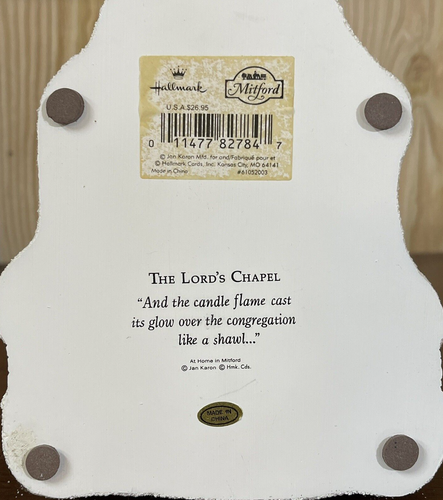 Hallmark
Mitford
U.S.A.$26.95
0 11477 82784 7
© Jan Karon Mfd. for and/Fabriqué pour et
© Hallmark Cards, Inc. Kansas City, MO 64141
Made in China #61052003
THE LORD'S CHAPEL
“And the candle flame cast
its glow over the congregation
like a shawl...”
At Home in Mitford
© Jan Karon © Hmk. Cds.
MADE IN
CHINA